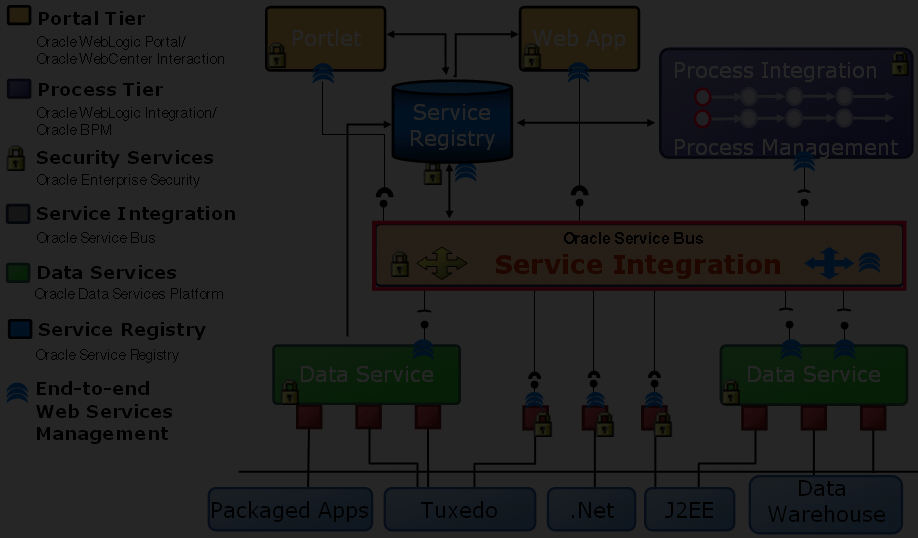 Portal Tier
Oracle WebLogic Portal/
Oracle WebCenter Interaction
Process Tier
Oracle WebLogic Integration/
Oracle BPM
Security Services
Oracle Enterprise Security
Service Integration
Oracle Service Bus
Data Services
Oracle Data Services Platform
Service Registry
Oracle Service Registry
End-to-end
Web Services
Management
Portlet
Web App
Service
Registry
Process Integration
Process Management
Oracle Service Bus
Service Integration
Data Service
Data Service
Packaged Apps
Tuxedo
.Net
J2EE
Data
Warehouse